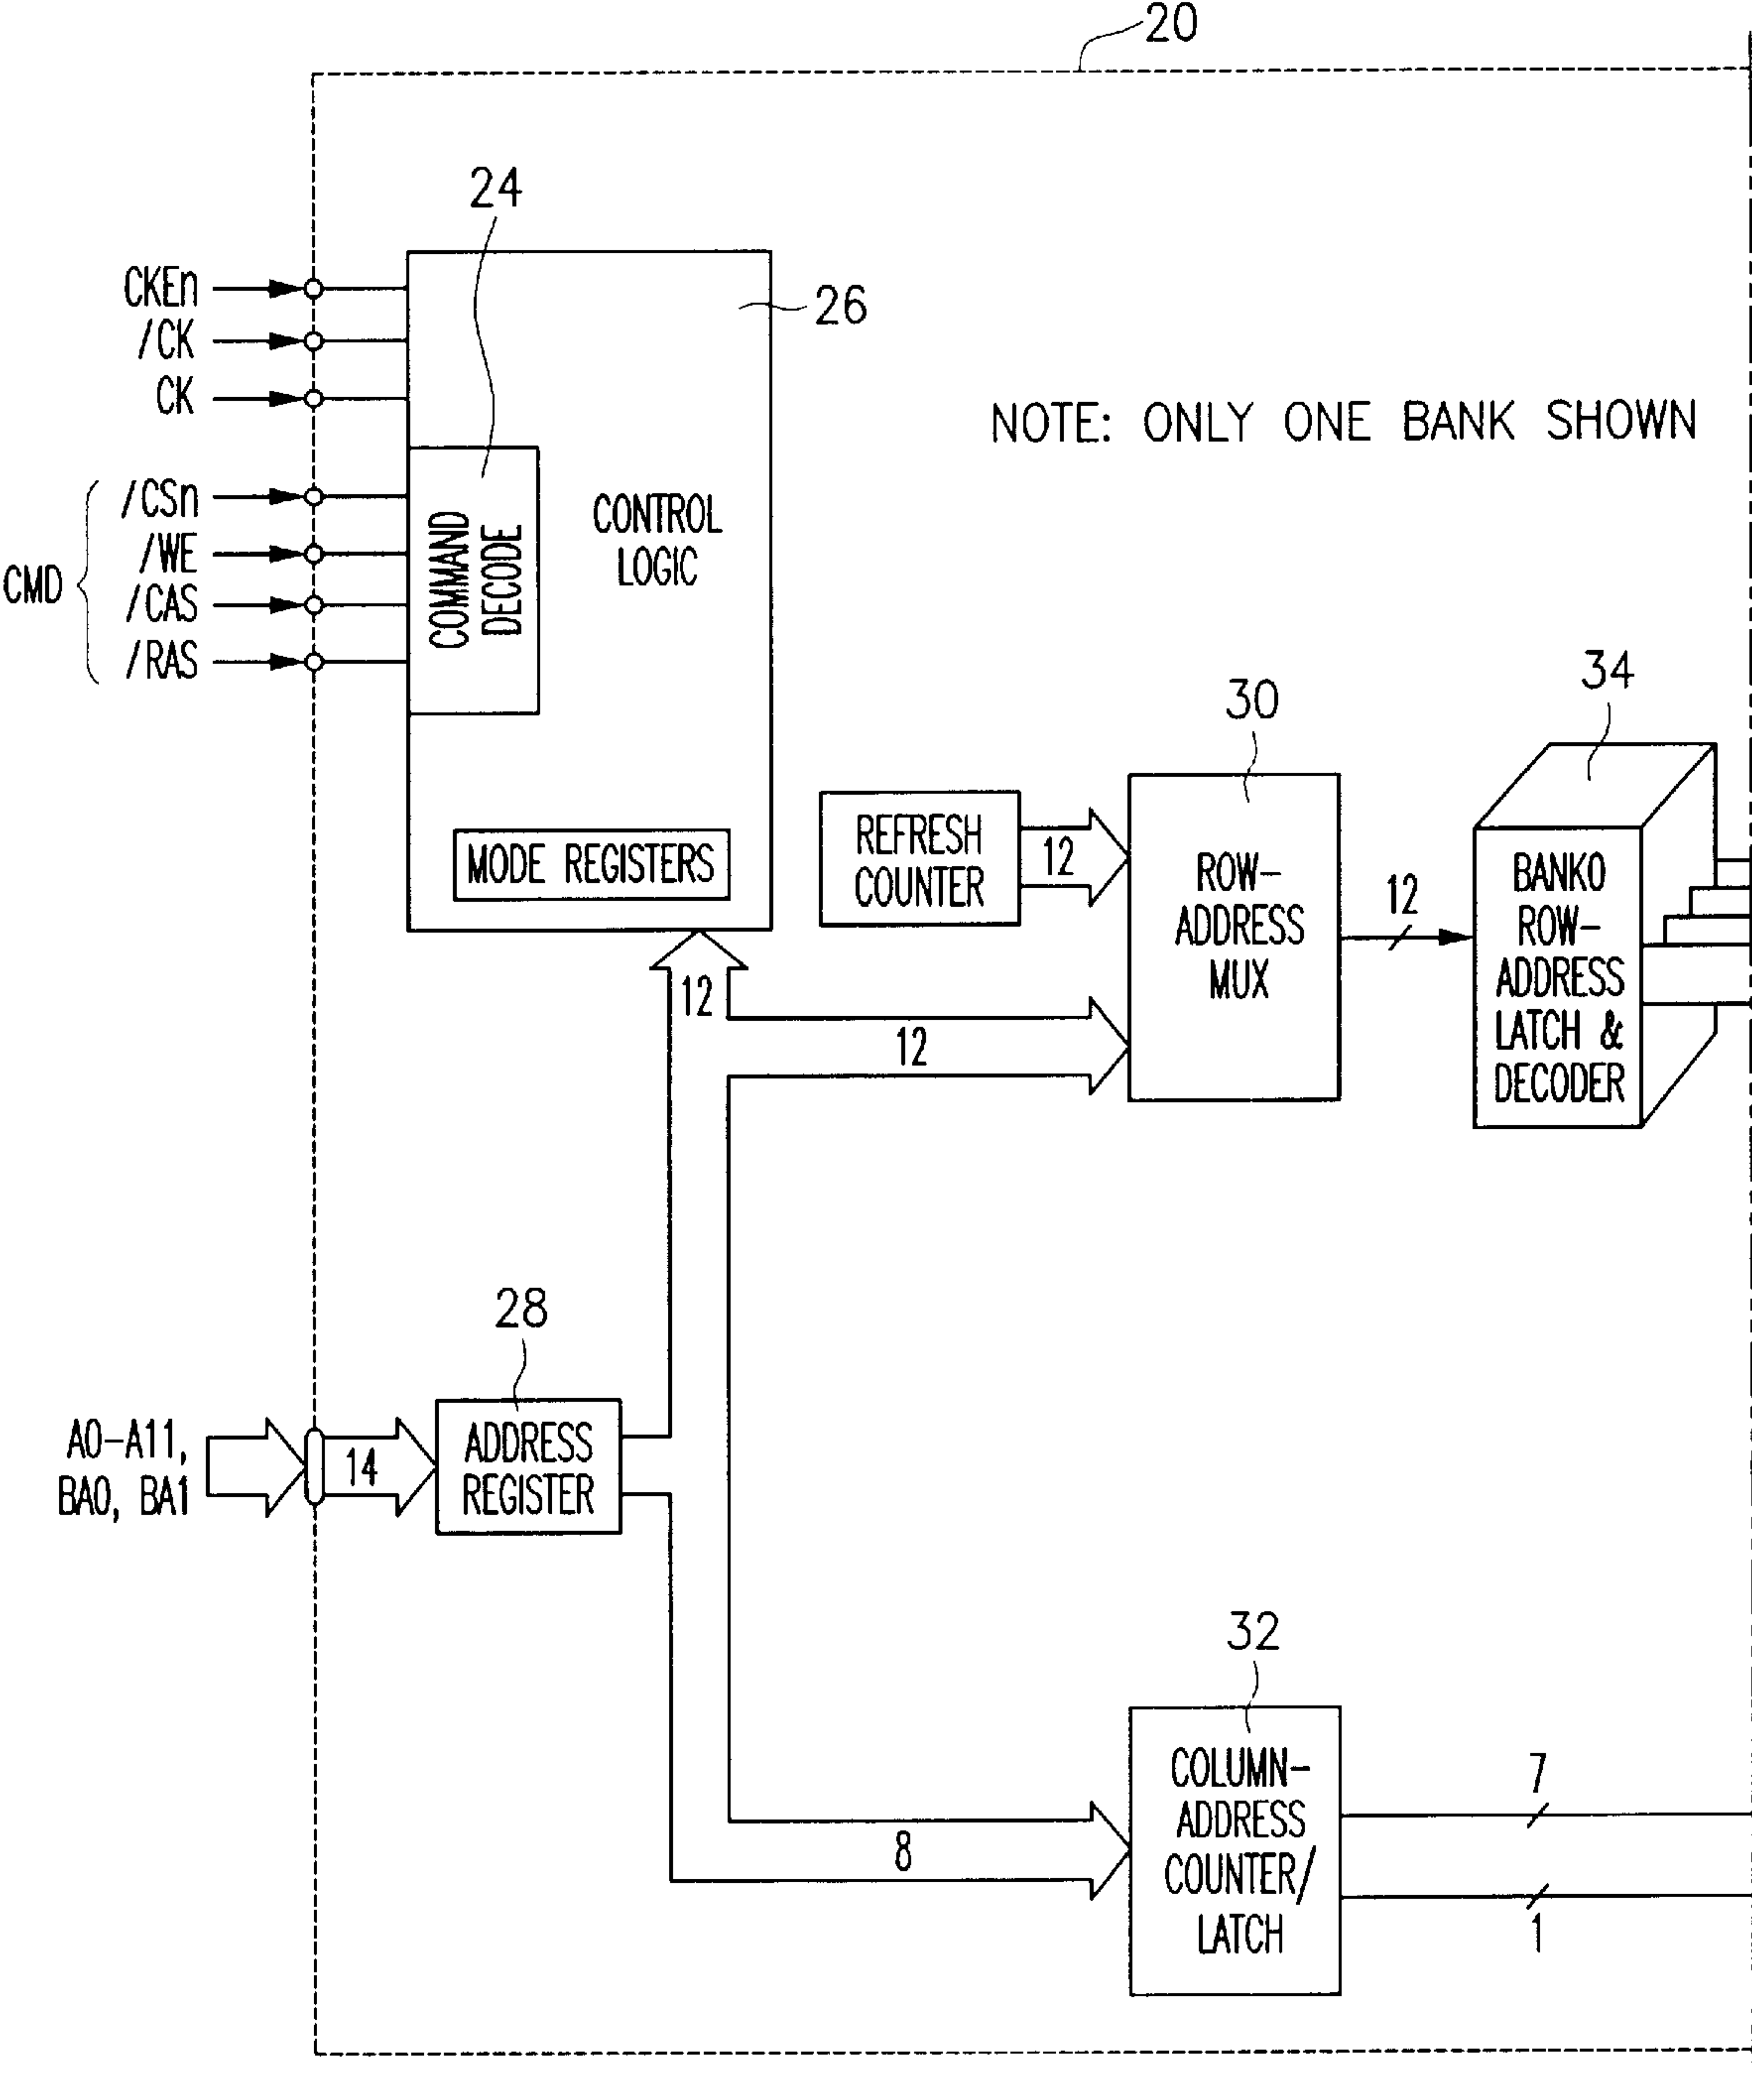 20
24
CKEn
26
/CK
CK
NOTE: ONLY ONE BANK SHOWN
/CSn
/WE
CMD
/CAS
/RAS
COMMAND
DECODE
CONTROL
LOGIC
34
30
MODE REGISTERS
REFRESH
COUNTER
12
ROW-
ADDRESS
MUX
12
BANK0
ROW-
ADDRESS
LATCH &
DECODER
12
12
28
A0-A11,
BA0, BA1
14
ADDRESS
REGISTER
32
COLUMN-
ADDRESS
COUNTER/
LATCH
7
8
1